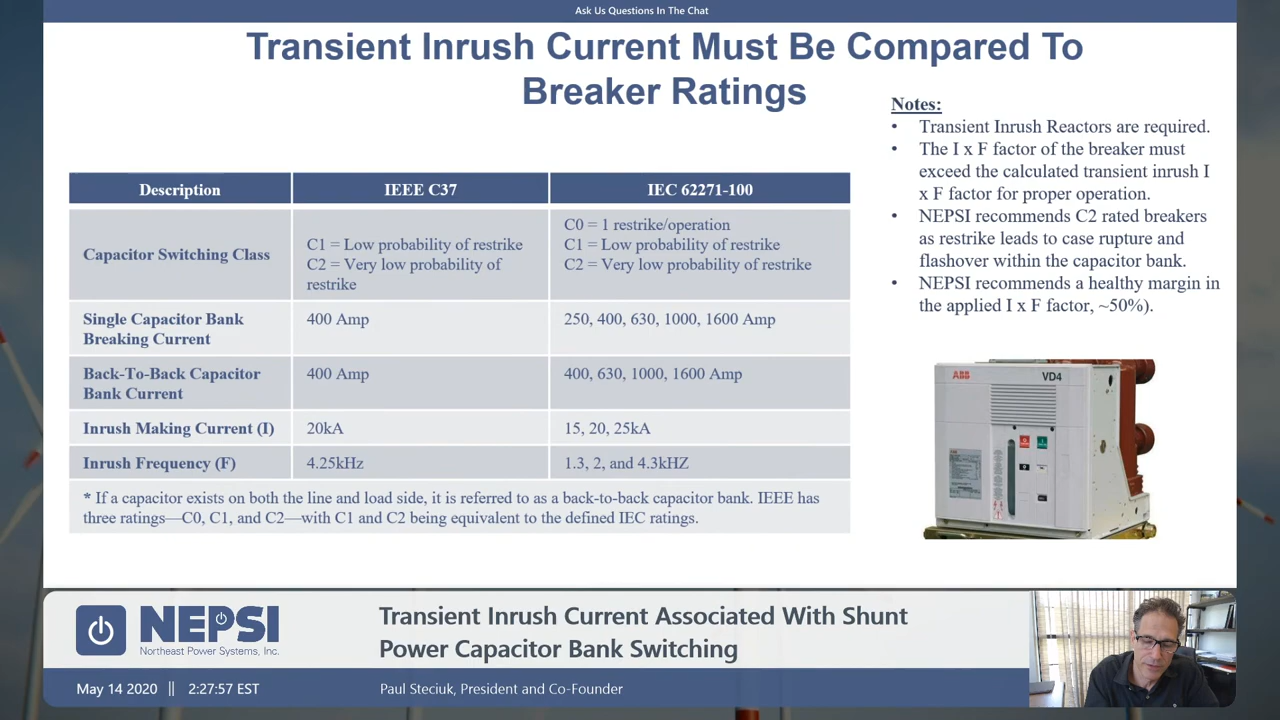 Ask Us Questions In The Chat
Transient Inrush Current Must Be Compared To
Breaker Ratings
Notes:
• Transient Inrush Reactors are required.
• The I x F factor of the breaker must
exceed the calculated transient inrush I
x F factor for proper operation.
• NEPSI recommends C2 rated breakers
as restrike leads to case rupture and
flashover within the capacitor bank.
• NEPSI recommends a healthy margin in
the applied I x F factor, ~50%).
Description IEEE C37 IEC 62271-100
Capacitor Switching Class
C1 = Low probability of restrike
C2 = Very low probability of
restrike
C0 = 1 restrike/operation
C1 = Low probability of restrike
C2 = Very low probability of restrike
Single Capacitor Bank
Breaking Current
400 Amp
250, 400, 630, 1000, 1600 Amp
Back-To-Back Capacitor
Bank Current
400 Amp
400, 630, 1000, 1600 Amp
Inrush Making Current (I) 20kA 15, 20, 25kA
Inrush Frequency (F) 4.25kHz 1.3, 2, and 4.3kHZ
* If a capacitor exists on both the line and load side, it is referred to as a back-to-back capacitor bank. IEEE has
three ratings—C0, C1, and C2—with C1 and C2 being equivalent to the defined IEC ratings.
ABB VD4
NEPSI
Northeast Power Systems, Inc.
Transient Inrush Current Associated With Shunt
Power Capacitor Bank Switching
May 14 2020 || 2:27:57 EST
Paul Steciuk, President and Co-Founder